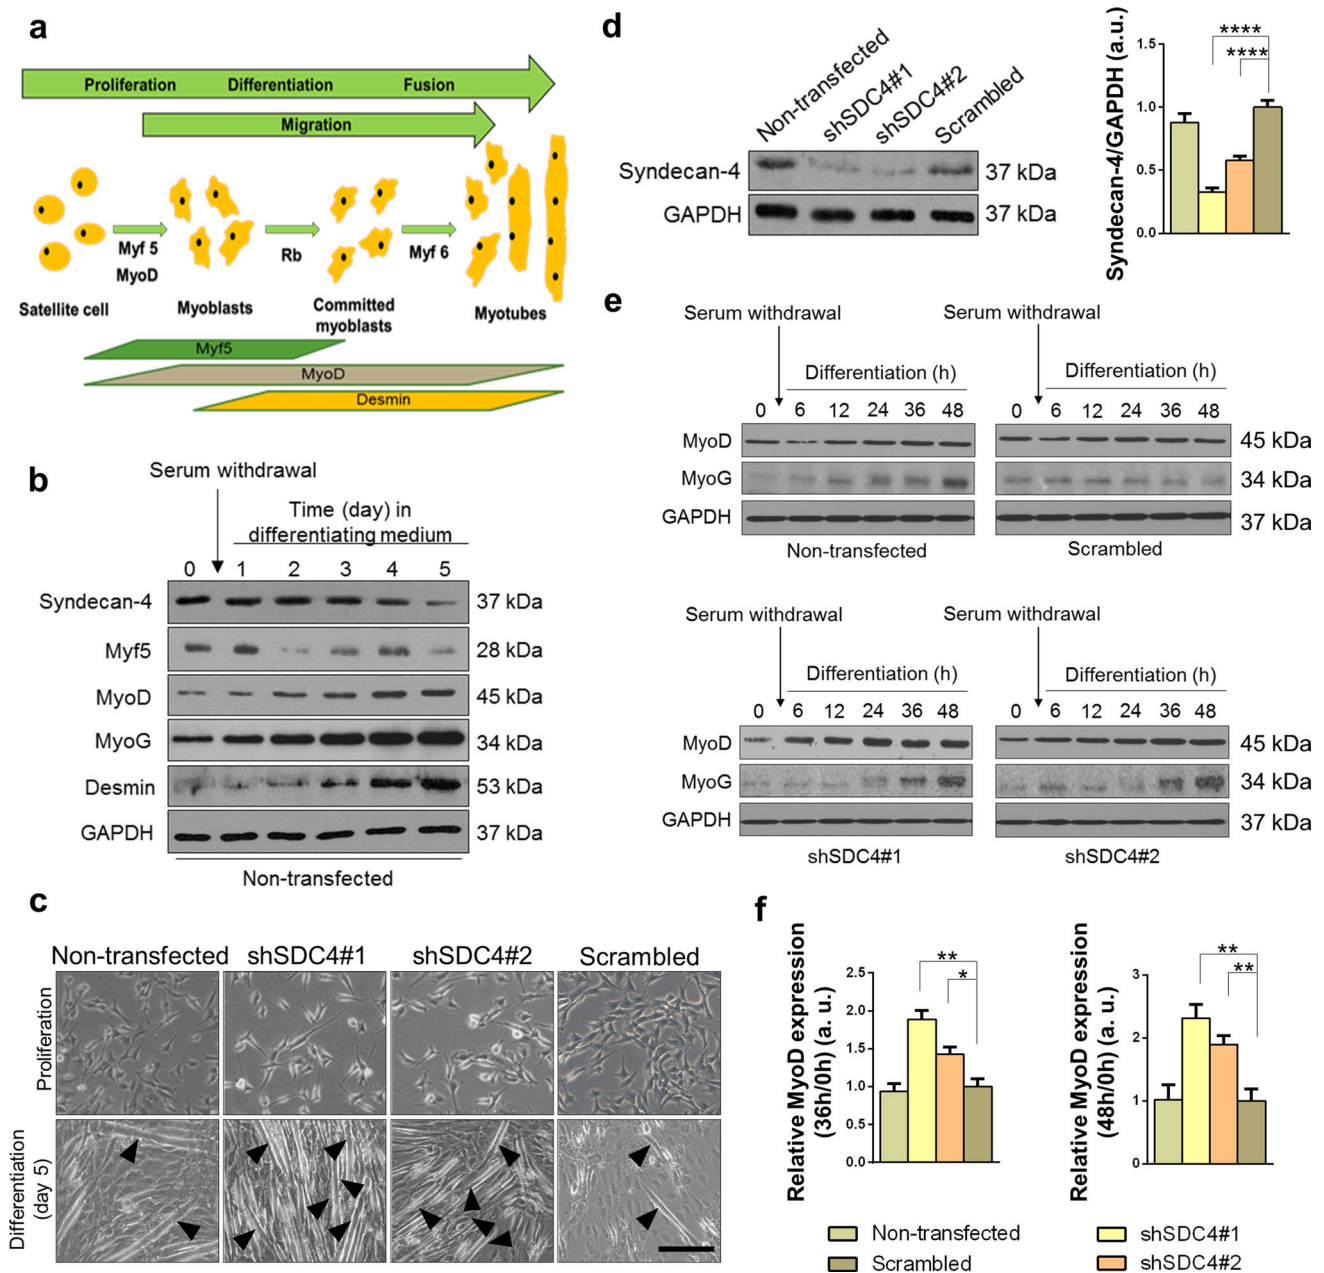 a
Proliferation Differentiation Fusion
Migration
Myf 5
MyoD
Rb
Myf 6
Satellite cell
Myoblasts
Committed
myoblasts
Myotubes
Myf5
MyoD
Desmin
b
Serum withdrawal
Time (day) in
differentiating medium
0 1 2 3 4 5
Syndecan-4 37 kDa
Myf5 28 kDa
MyoD 45 kDa
MyoG 34 kDa
Desmin 53 kDa
GAPDH 37 kDa
Non-transfected
c
Non-transfected shSDC4#1 shSDC4#2 Scrambled
Proliferation
Differentiation
(day 5)
d
Non-transfected
shSDC4#1
shSDC4#2
Scrambled
Syndecan-4 37 kDa
GAPDH 37 kDa
Syndecan-4/GAPDH (a.u.)
1.5
1.0
0.5
0.0
****
****
e
Serum withdrawal
Differentiation (h)
0 6 12 24 36 48
Serum withdrawal
Differentiation (h)
0 6 12 24 36 48
MyoD 45 kDa
MyoG 34 kDa
GAPDH 37 kDa
Non-transfected Scrambled
Serum withdrawal
Differentiation (h)
0 6 12 24 36 48
Serum withdrawal
Differentiation (h)
0 6 12 24 36 48
MyoD 45 kDa
MyoG 34 kDa
GAPDH 37 kDa
shSDC4#1 shSDC4#2
f
Relative MyoD expression
(36h/0h) (a. u.)
2.5
2.0
1.5
1.0
0.5
0.0
**
*
Relative MyoD expression
(48h/0h) (a. u.)
3
2
1
0
**
**
Non-transfected
Scrambled
shSDC4#1
shSDC4#2